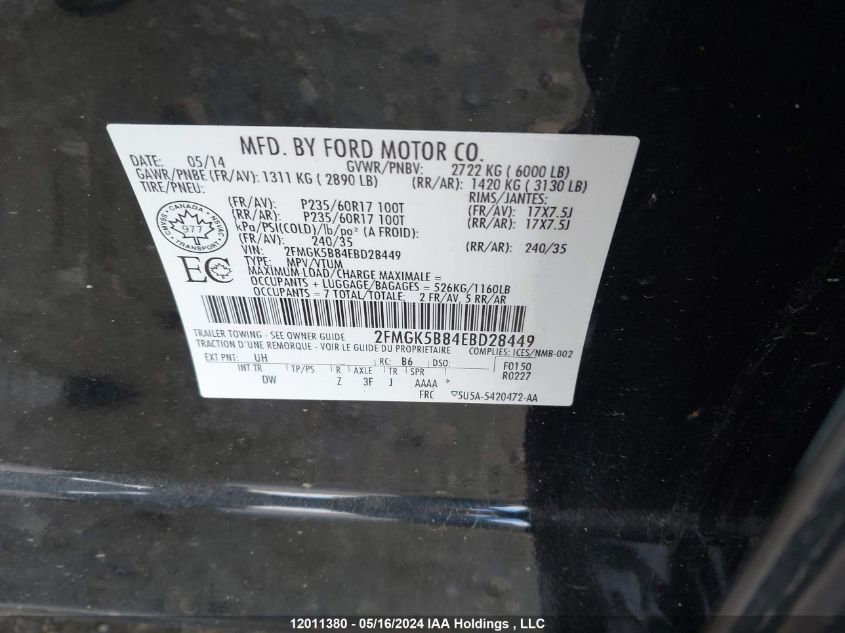 MFD. BY FORD MOTOR CO.
DATE: 05/14 GVWR/PNBV: 2722 KG ( 6000 LB)
GAWR/PNBE (FR/AV): 1311 KG ( 2890 LB) (RR/AR): 1420 KG ( 3130 LB)
TIRE/PNEU: RIMS/JANTES:
(FR/AV): P235/60R17 100T (FR/AV): 17X7.5J
(RR/AR): P235/60R17 100T (RR/AR): 17X7.5J
kPa/PSI(COLD)/lb/po² (A FROID):
(FR/AV): 240/35 (RR/AR): 240/35
VIN: 2FMGK5B84EBD28449
TYPE: MPV/VTUM
MAXIMUM LOAD/CHARGE MAXIMALE =
OCCUPANTS + LUGGAGE/BAGAGES = 526KG/1160LB
OCCUPANTS = 7 TOTAL/TOTALE: 2 FR/AV, 5 RR/AR
CANADA
CMVSS NSVAC
977
TRANSPORT
EC
2FMGK5B84EBD28449
TRAILER TOWING - SEE OWNER GUIDE
TRACTION D'UNE REMORQUE - VOIR LE GUIDE DU PROPRIETAIRE COMPLIES: ICES/NMB-002
EXT PNT: UH RC: B6 DSO: F0150
R0227
INT TR TP/PS R AXLE TR SPR
DW Z 3F J AAAA
FRC 5U5A-5420472-AA
12011380 - 05/16/2024 IAA Holdings , LLC